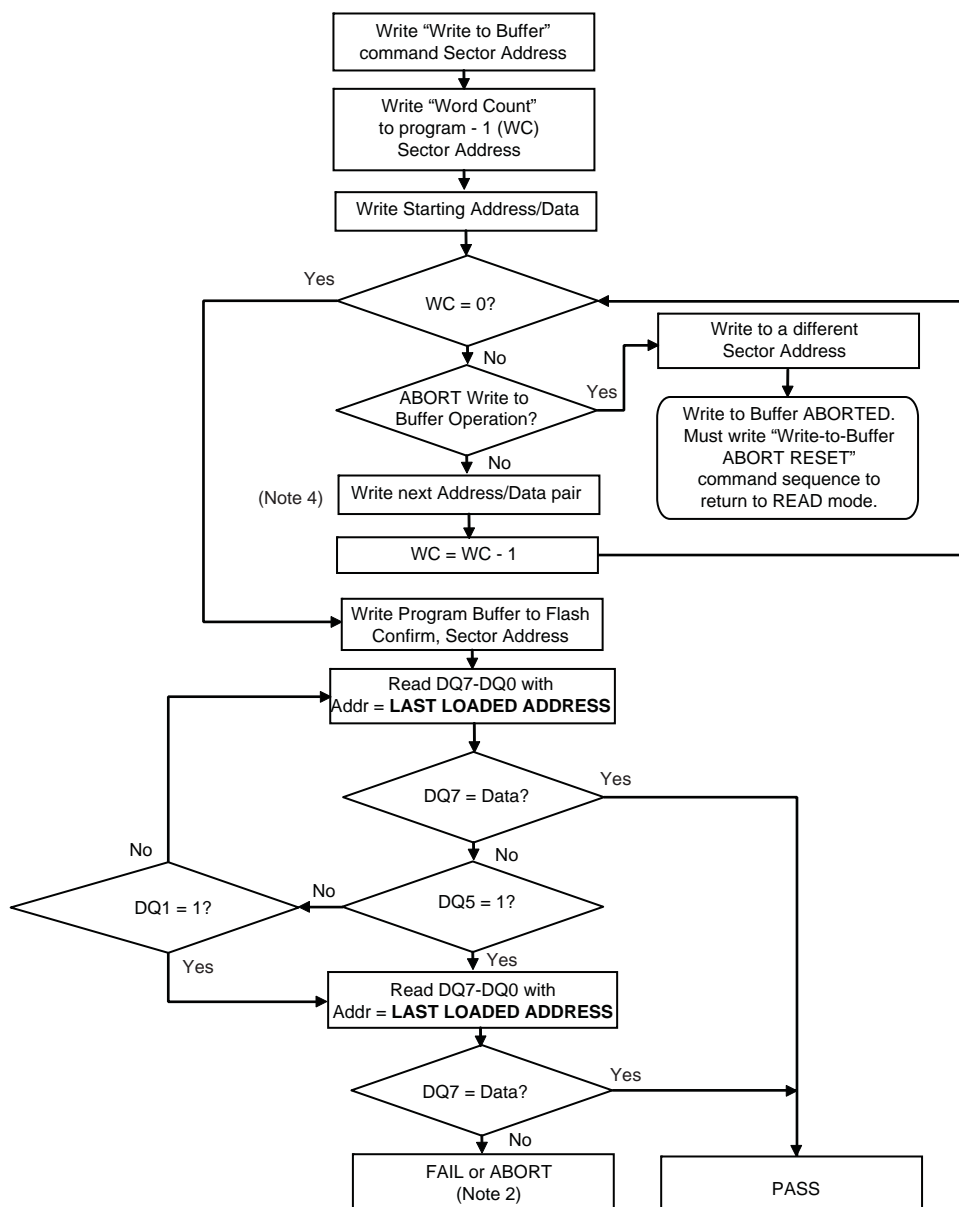 Write “Write to Buffer”
command Sector Address
Write “Word Count”
to program - 1 (WC)
Sector Address
Write Starting Address/Data
Yes
WC = 0?
Write to a different
Sector Address
No
Yes
ABORT Write to
Buffer Operation?
Write to Buffer ABORTED.
Must write “Write-to-Buffer
ABORT RESET”
command sequence to
return to READ mode.
No
(Note 4)
Write next Address/Data pair
WC = WC - 1
Write Program Buffer to Flash
Confirm, Sector Address
Read DQ7-DQ0 with
Addr = LAST LOADED ADDRESS
Yes
DQ7 = Data?
No
No
No
DQ1 = 1?
DQ5 = 1?
Yes
Yes
Read DQ7-DQ0 with
Addr = LAST LOADED ADDRESS
Yes
DQ7 = Data?
No
FAIL or ABORT
(Note 2)
PASS